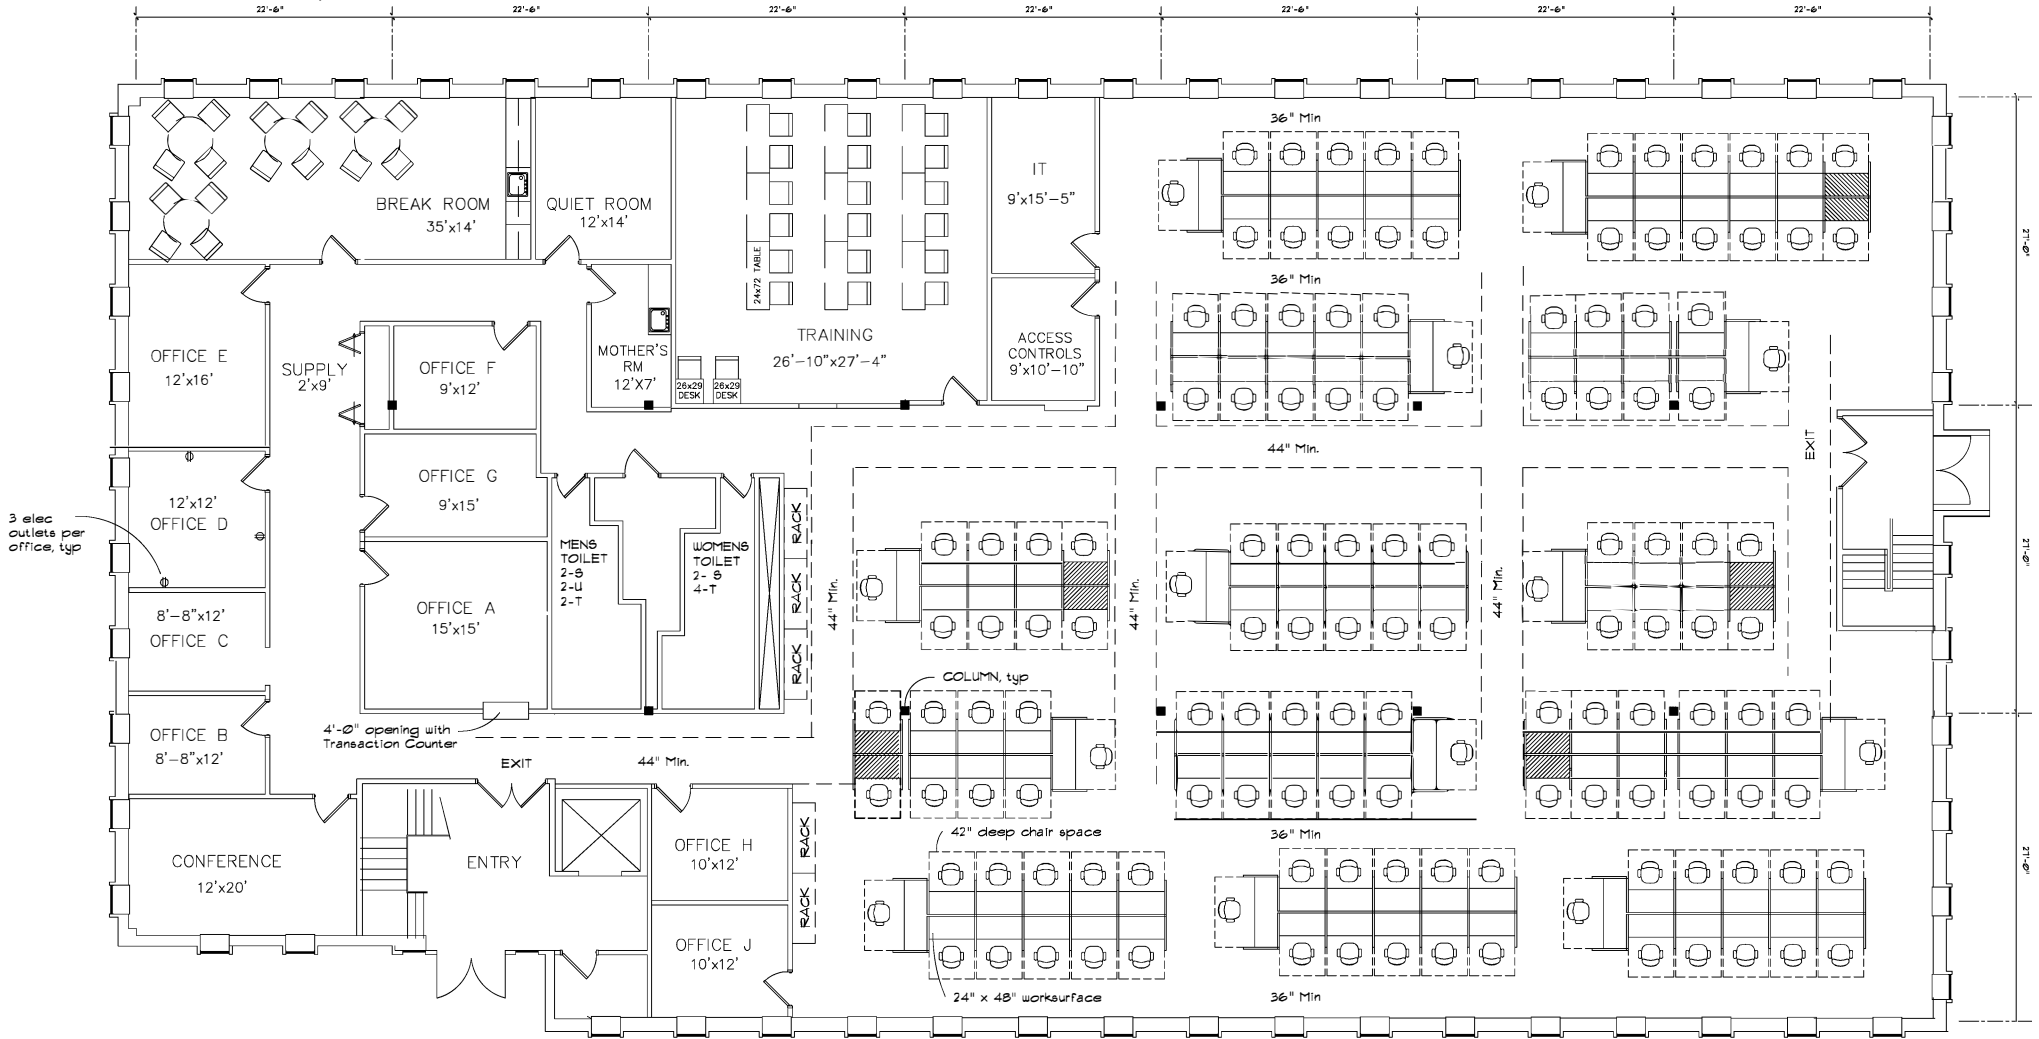 22'-6" 22'-6" 22'-6" 22'-6" 22'-6" 22'-6" 22'-6"
36" Min
IT
9'x15'-5"
BREAK ROOM
35'x14'
QUIET ROOM
12'x14'
27'-0"
24x72 TABLE
36" Min
TRAINING
26'-10"x27'-4"
ACCESS
CONTROLS
9'x10'-10"
MOTHER'S
RM
12'X7'
26x29
DESK
26x29
DESK
OFFICE E
12'x16'
SUPPLY
2'x9'
OFFICE F
9'x12'
44" Min.
EXIT
OFFICE G
9'x15'
12'x12'
OFFICE D
3 elec
outlets per
office, typ
MENS
TOILET
2-S
2-U
2-T
WOMENS
TOILET
2- S
4-T
RACK
RACK
RACK
44" Min.
44" Min.
44" Min.
27'-0"
OFFICE A
15'x15'
8'-8"x12'
OFFICE C
COLUMN, typ
OFFICE B
8'-8"x12'
4'-0" opening with
Transaction Counter
EXIT
44" Min.
42" deep chair space
36" Min
CONFERENCE
12'x20'
ENTRY
OFFICE H
10'x12'
RACK
RACK
27'-0"
OFFICE J
10'x12'
24" x 48" worksurface
36" Min